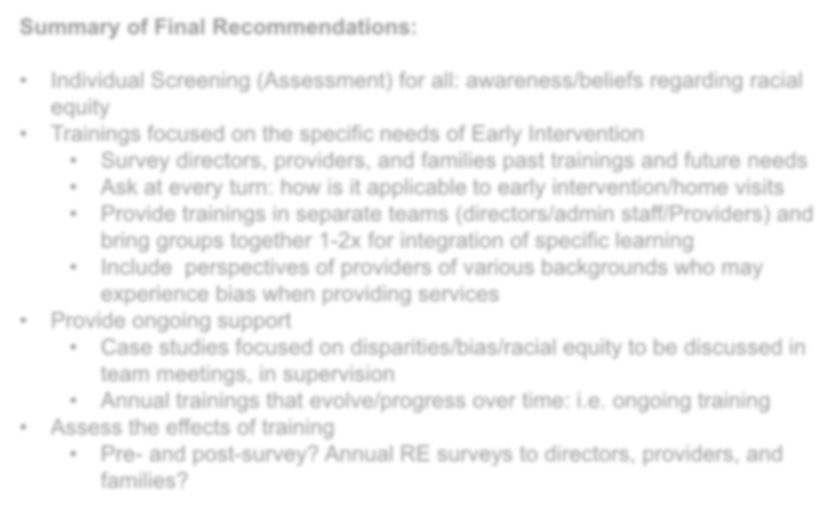 Summary of Final Recommendations:
• Individual Screening (Assessment) for all: awareness/beliefs regarding racial
equity
• Trainings focused on the specific needs of Early Intervention
• Survey directors, providers, and families past trainings and future needs
• Ask at every turn: how is it applicable to early intervention/home visits
• Provide trainings in separate teams (directors/admin staff/Providers) and
bring groups together 1-2x for integration of specific learning
• Include perspectives of providers of various backgrounds who may
experience bias when providing services
• Provide ongoing support
• Case studies focused on disparities/bias/racial equity to be discussed in
team meetings, in supervision
• Annual trainings that evolve/progress over time: i.e. ongoing training
• Assess the effects of training
• Pre- and post-survey? Annual RE surveys to directors, providers, and
families?